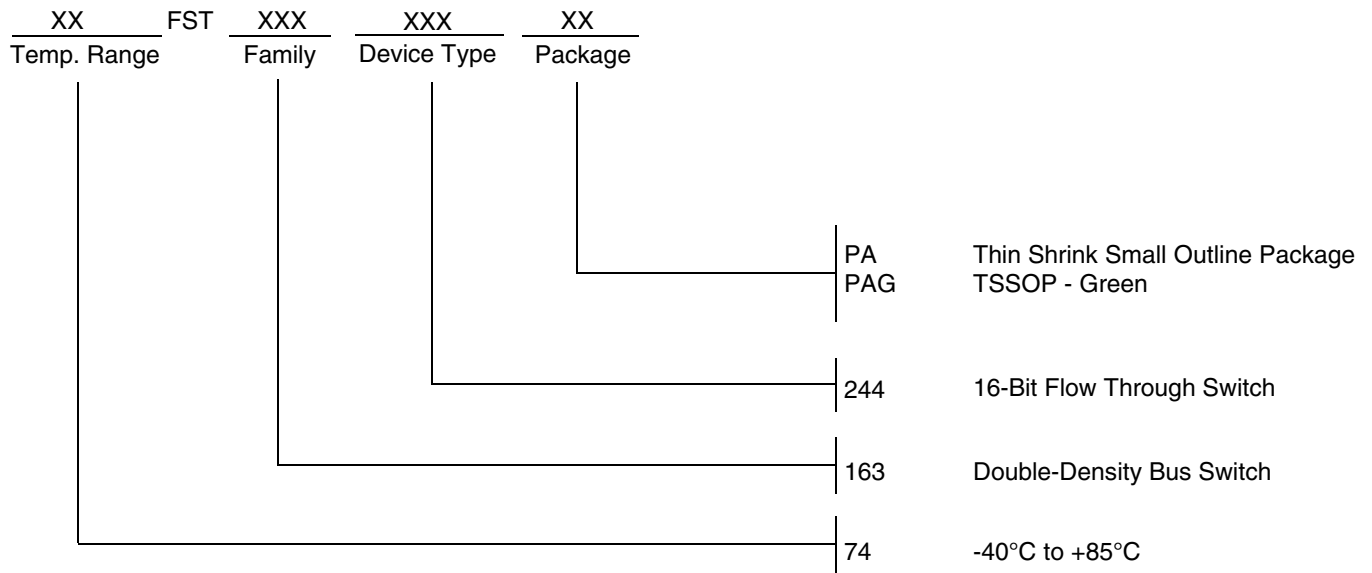 XX FST XXX XXX XX
Temp. Range Family Device Type Package
PA Thin Shrink Small Outline Package
PAG TSSOP - Green
244 16-Bit Flow Through Switch
163 Double-Density Bus Switch
74 -40°C to +85°C